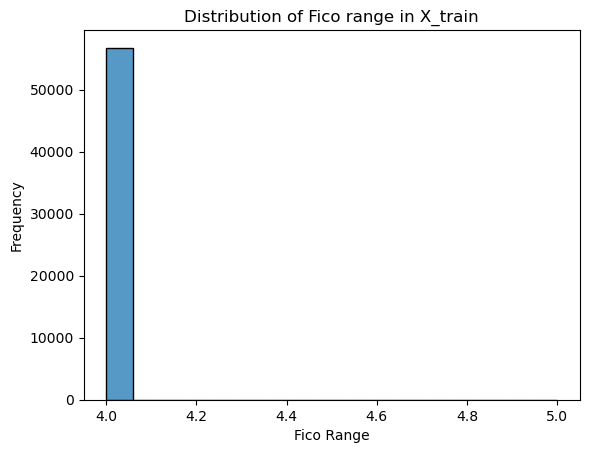 Distribution of Fico range in X_train
Frequency
50000
40000
30000
20000
10000
0
4.0 4.2 4.4 4.6 4.8 5.0
Fico Range